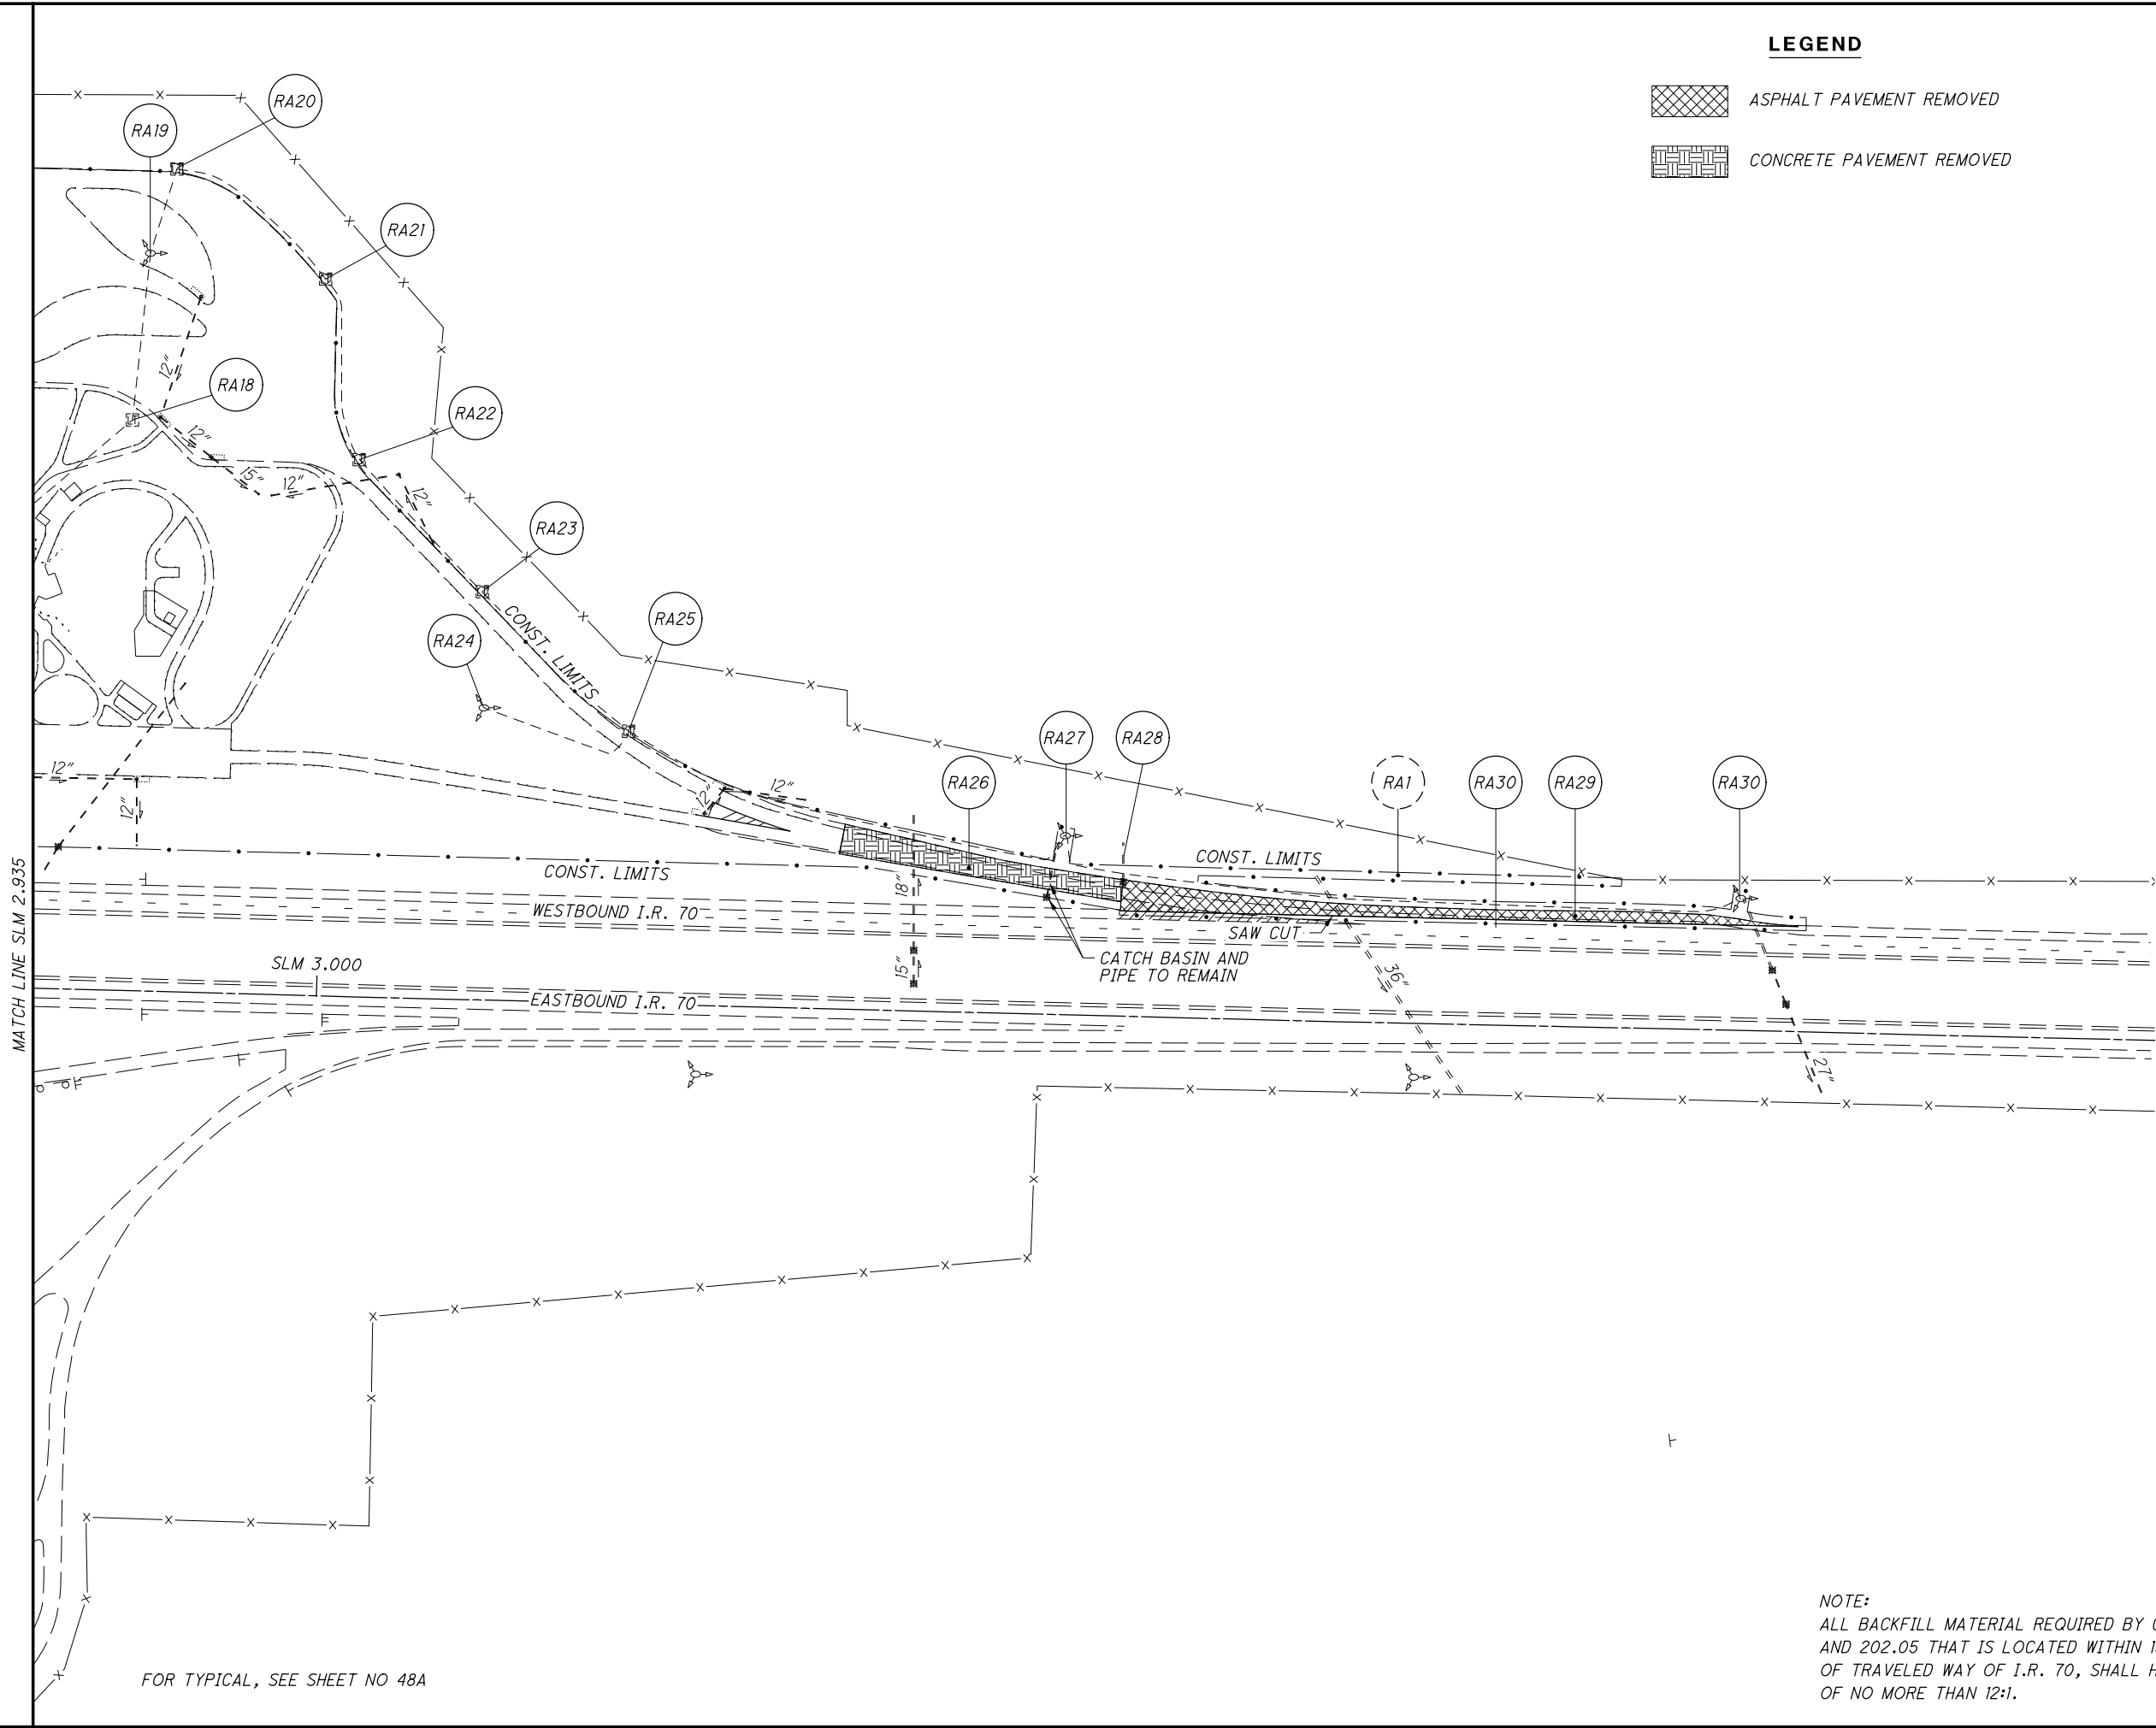 LEGEND
ASPHALT PAVEMENT REMOVED
CONCRETE PAVEMENT REMOVED
RA20
RA19
RA21
12"
RA18
RA22
12"
15"
12"
12"
RA23
CONST. LIMITS
RA24
RA25
RA27
RA28
12"
12"
12"
12"
RA26
RA1
RA30
RA29
RA30
CONST. LIMITS
CONST. LIMITS
18"
WESTBOUND I.R. 70
SAW CUT
MATCH LINE SLM 2.935
SLM 3.000
15"
CATCH BASIN AND
PIPE TO REMAIN
36"
EASTBOUND I.R. 70
27"
NOTE:
ALL BACKFILL MATERIAL REQUIRED BY
AND 202.05 THAT IS LOCATED WITHIN
OF TRAVELED WAY OF I.R. 70, SHALL
OF NO MORE THAN 12:1.
FOR TYPICAL, SEE SHEET NO 48A